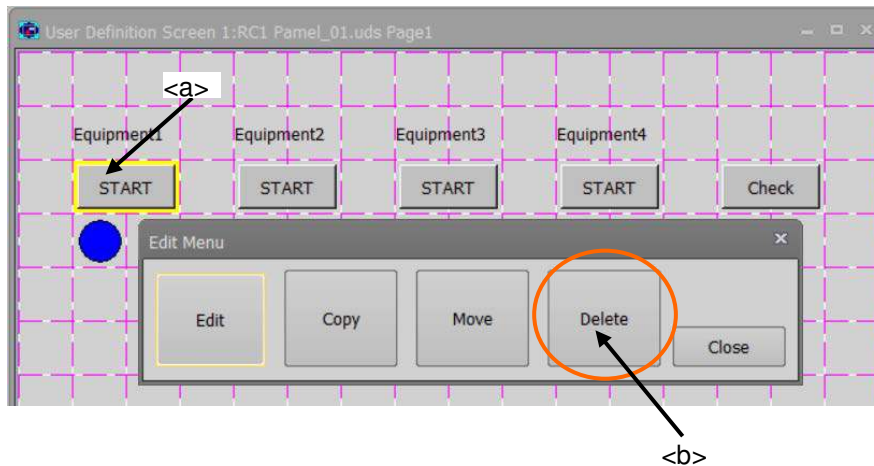 User Definition Screen 1:RC1 Pamel_01.uds Page1
<a>
Equipment1 Equipment2 Equipment3 Equipment4
START START START START Check
Edit Menu
Edit Copy Move Delete
Close
<b>